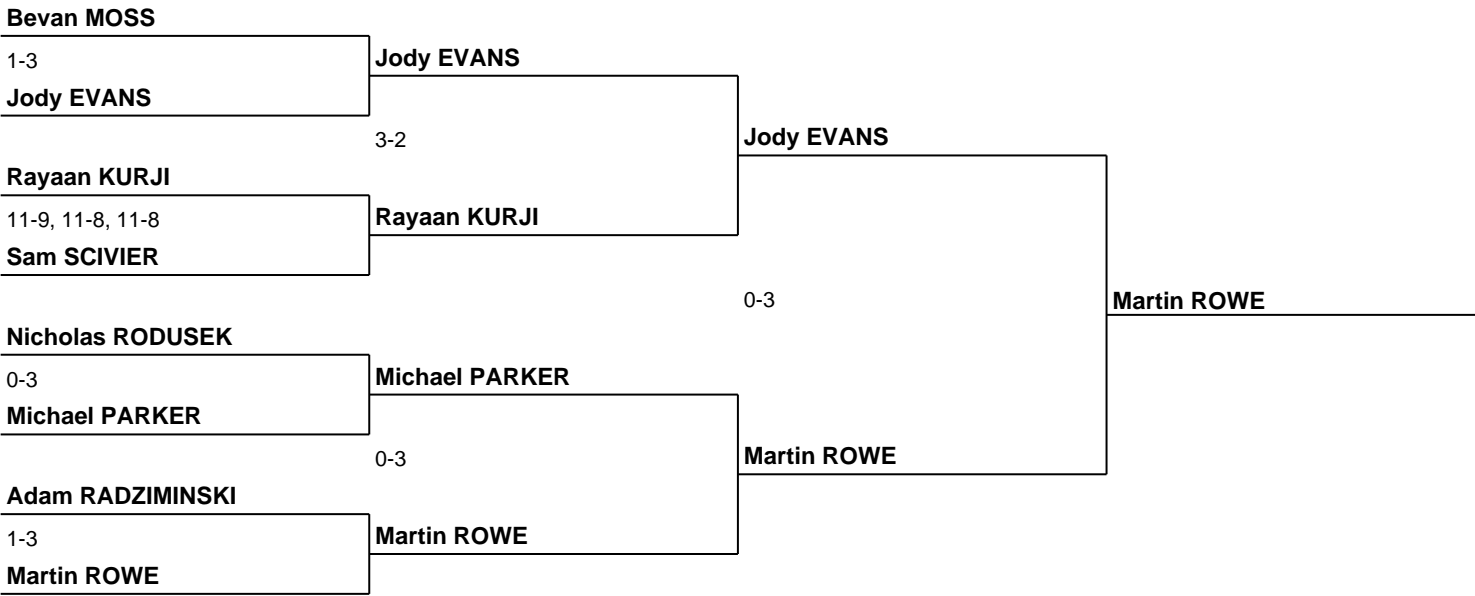 Bevan MOSS
1-3
Jody EVANS
Jody EVANS
3-2
Jody EVANS
Rayaan KURJI
11-9, 11-8, 11-8
Rayaan KURJI
Sam SCIVIER
0-3
Martin ROWE
Nicholas RODUSEK
0-3
Michael PARKER
Michael PARKER
0-3
Martin ROWE
Adam RADZIMINSKI
1-3
Martin ROWE
Martin ROWE